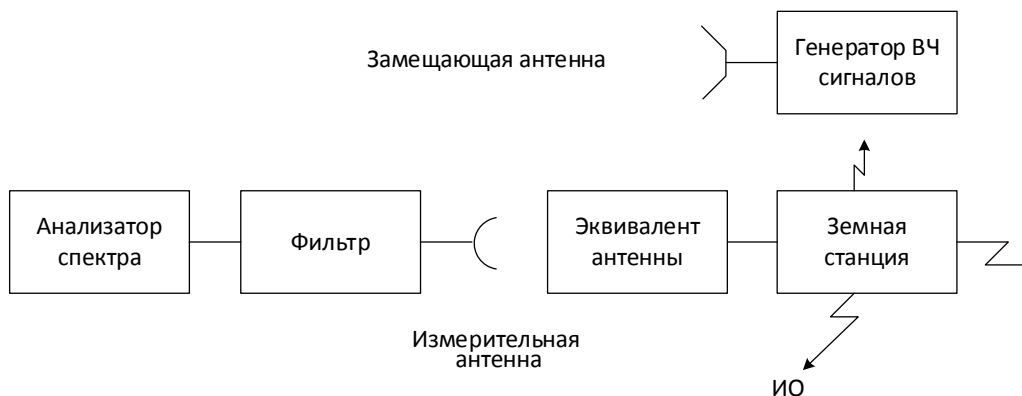 Замещающая антенна
Генератор ВЧ
сигналов
Анализатор
спектра
Фильтр
Эквивалент
антенны
Земная
станция
Измерительная
антенна
ИО